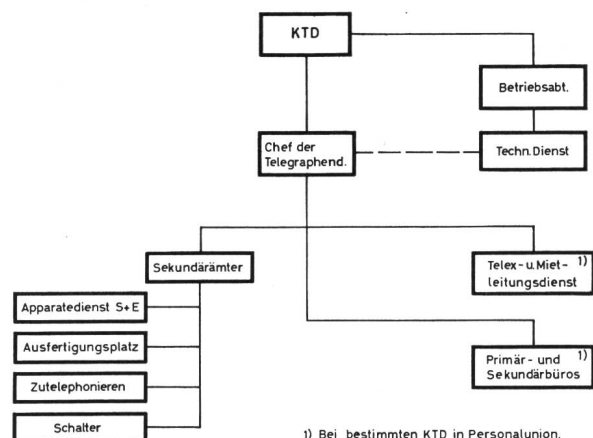 KTD
Betriebsabt.
Chef der
Telegraphend.
Techn. Dienst
Sekundärämter
Telex- u. Miet- 1)
leitungsdienst
Apparatedienst S+E
Ausfertigungsplatz
Primär- und 1)
Sekundärbüros
Zutelephonieren
Schalter
1) Bei bestimmten KTD in Personalunion.